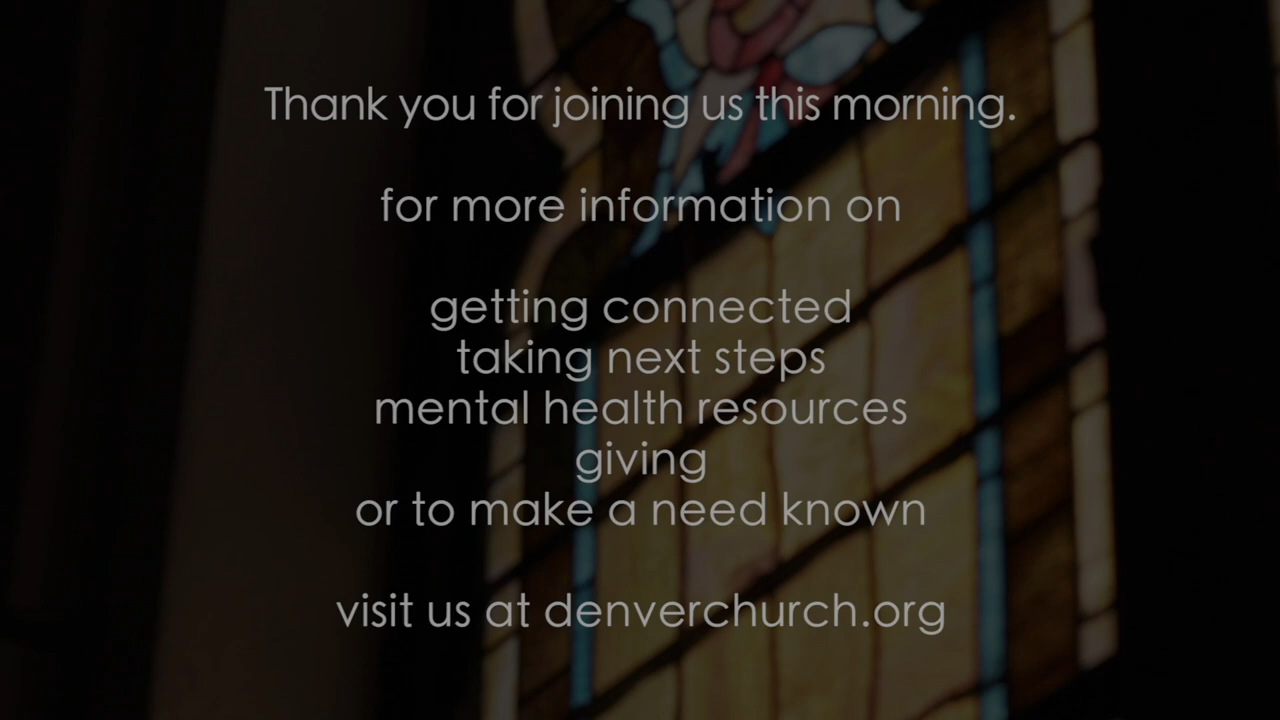 Thank you for joining us this morning.
for more information on
getting connected
taking next steps
mental health resources
giving
or to make a need known
visit us at denverchurch.org